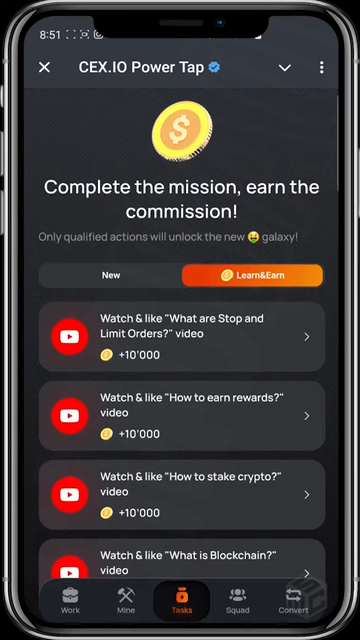 8:51
CEX.IO Power Tap
Complete the mission, earn the
commission!
Only qualified actions will unlock the new 🤑 galaxy!
New
Learn&Earn
Watch & like "What are Stop and
Limit Orders?" video
+10'000
Watch & like "How to earn rewards?"
video
+10'000
Watch & like "How to stake crypto?"
video
+10'000
Watch & like "What is Blockchain?"
video
Work
Mine
Tasks
Squad
Convert